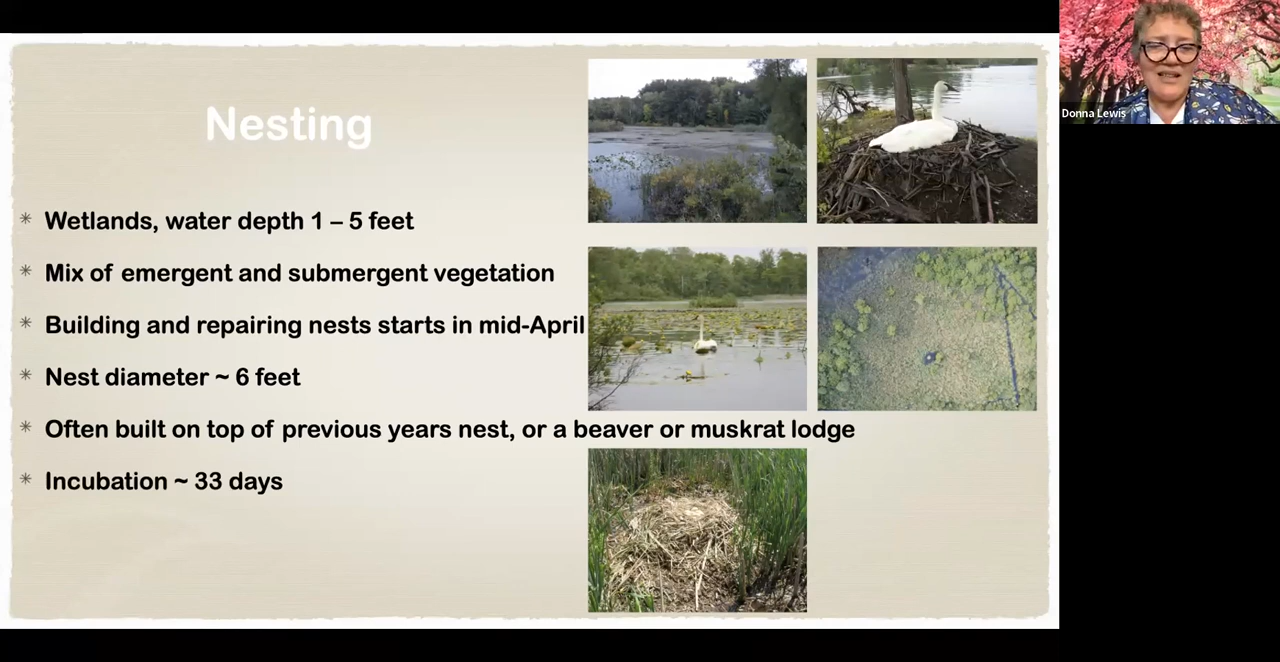 Nesting
Wetlands, water depth 1 – 5 feet
Mix of emergent and submergent vegetation
Building and repairing nests starts in mid-April
Nest diameter ~ 6 feet
Often built on top of previous years nest, or a beaver or muskrat lodge
Incubation ~ 33 days
Donna Lewis